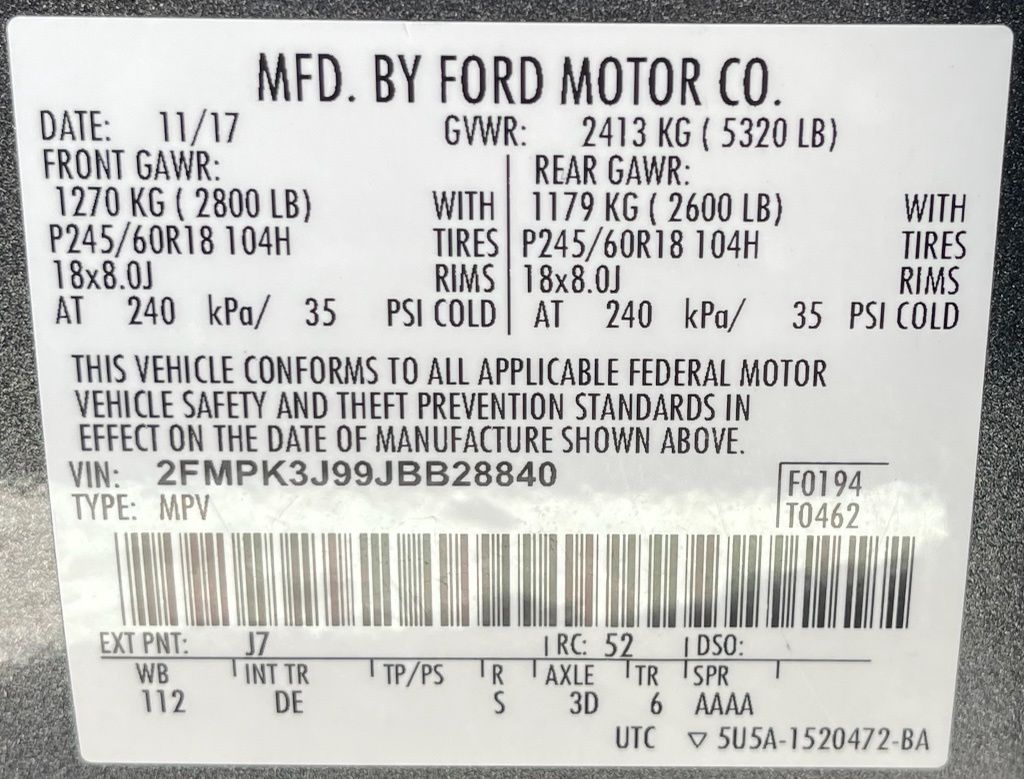 MFD. BY FORD MOTOR CO.
DATE: 11/17 GVWR: 2413 KG ( 5320 LB)
FRONT GAWR: REAR GAWR:
1270 KG ( 2800 LB) WITH 1179 KG ( 2600 LB) WITH
P245/60R18 104H TIRES P245/60R18 104H TIRES
18x8.0J RIMS 18x8.0J RIMS
AT 240 kPa/ 35 PSI COLD AT 240 kPa/ 35 PSI COLD
THIS VEHICLE CONFORMS TO ALL APPLICABLE FEDERAL MOTOR
VEHICLE SAFETY AND THEFT PREVENTION STANDARDS IN
EFFECT ON THE DATE OF MANUFACTURE SHOWN ABOVE.
VIN: 2FMPK3J99JBB28840 F0194
TYPE: MPV T0462
EXT PNT: J7 RC: 52 DSO:
WB INT TR TP/PS R AXLE TR SPR
112 DE S 3D 6 AAAA
UTC ▽ 5U5A-1520472-BA